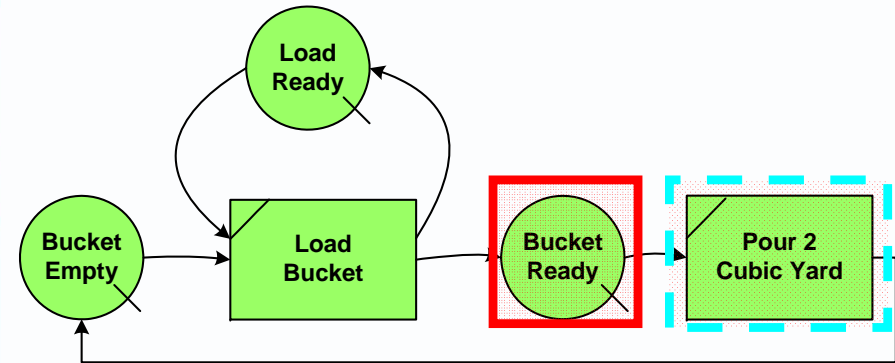 Load
Ready
Bucket
Empty
Load
Bucket
Bucket
Ready
Pour 2
Cubic Yard